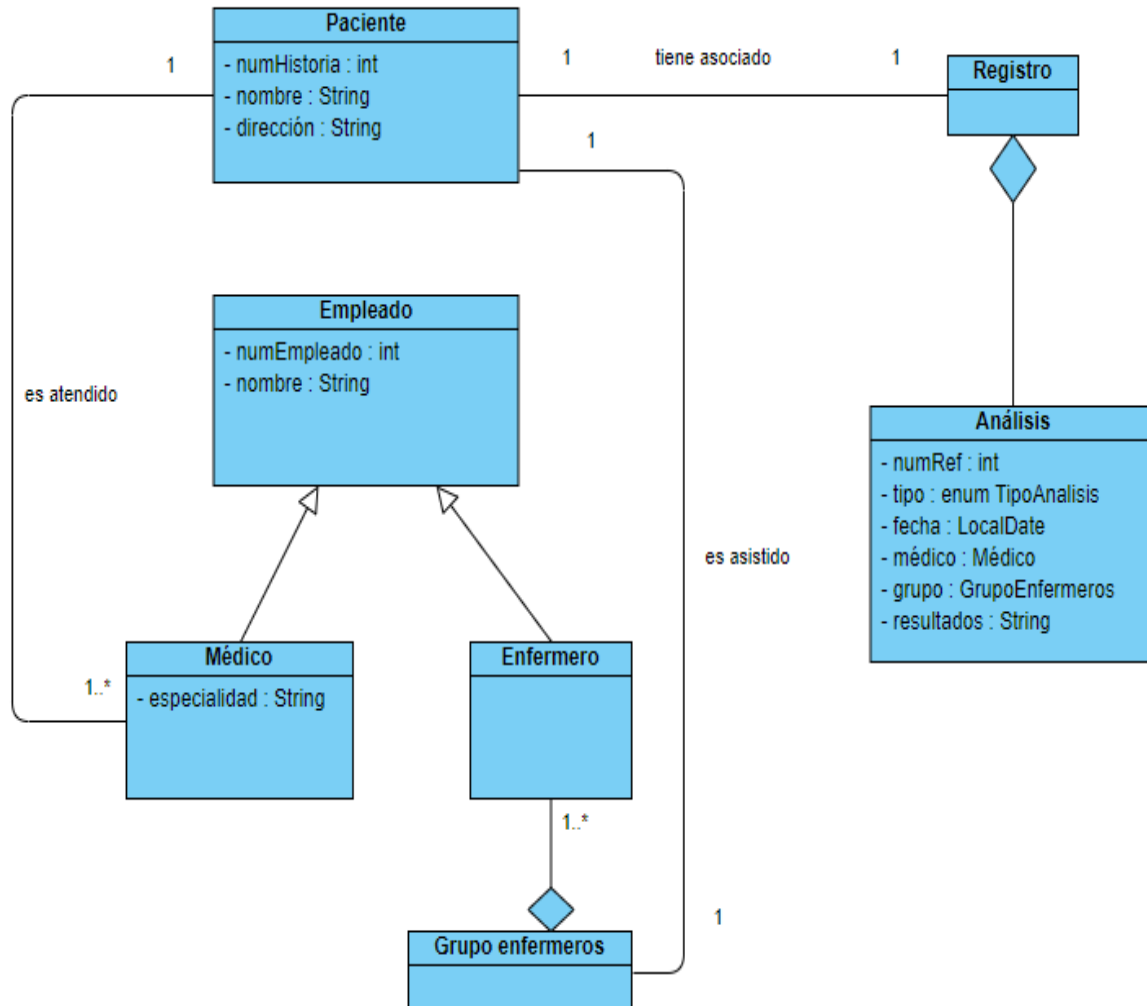 Paciente
- numHistoria : int
- nombre : String
- dirección : String
1
1
tiene asociado
1
Registro
1
Empleado
- numEmpleado : int
- nombre : String
es atendido
Análisis
- numRef : int
- tipo : enum TipoAnalisis
- fecha : LocalDate
- médico : Médico
- grupo : GrupoEnfermeros
- resultados : String
es asistido
Médico
- especialidad : String
1..*
Enfermero
1..*
Grupo enfermeros
1